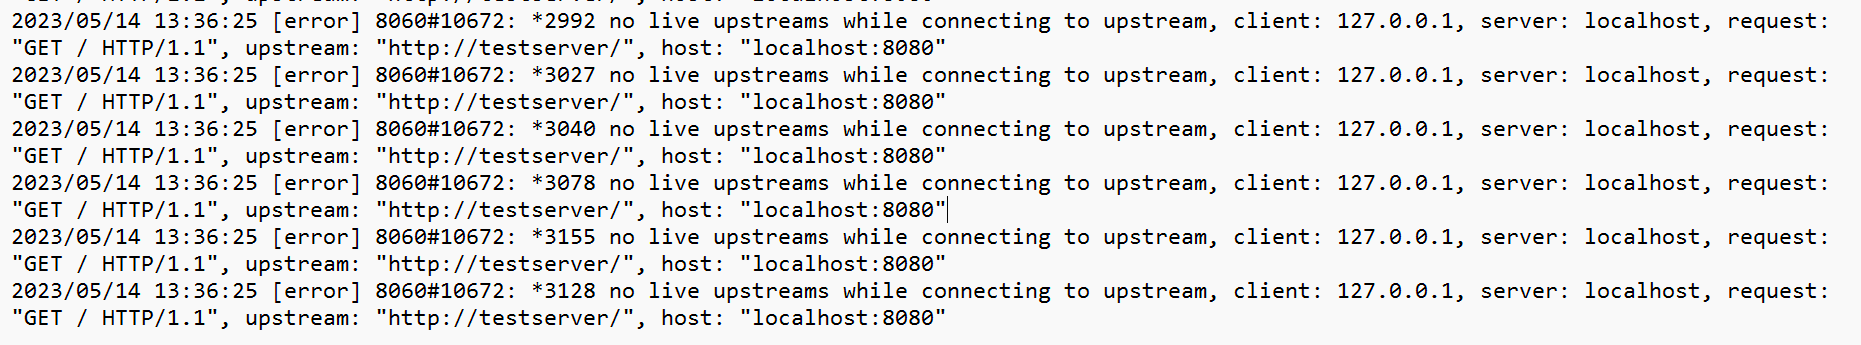 2023/05/14 13:36:25 [error] 8060#10672: *2992 no live upstreams while connecting to upstream, client: 127.0.0.1, server: localhost, request:
"GET / HTTP/1.1", upstream: "http://testserver/", host: "localhost:8080"
2023/05/14 13:36:25 [error] 8060#10672: *3027 no live upstreams while connecting to upstream, client: 127.0.0.1, server: localhost, request:
"GET / HTTP/1.1", upstream: "http://testserver/", host: "localhost:8080"
2023/05/14 13:36:25 [error] 8060#10672: *3040 no live upstreams while connecting to upstream, client: 127.0.0.1, server: localhost, request:
"GET / HTTP/1.1", upstream: "http://testserver/", host: "localhost:8080"
2023/05/14 13:36:25 [error] 8060#10672: *3078 no live upstreams while connecting to upstream, client: 127.0.0.1, server: localhost, request:
"GET / HTTP/1.1", upstream: "http://testserver/", host: "localhost:8080"
2023/05/14 13:36:25 [error] 8060#10672: *3155 no live upstreams while connecting to upstream, client: 127.0.0.1, server: localhost, request:
"GET / HTTP/1.1", upstream: "http://testserver/", host: "localhost:8080"
2023/05/14 13:36:25 [error] 8060#10672: *3128 no live upstreams while connecting to upstream, client: 127.0.0.1, server: localhost, request:
"GET / HTTP/1.1", upstream: "http://testserver/", host: "localhost:8080"